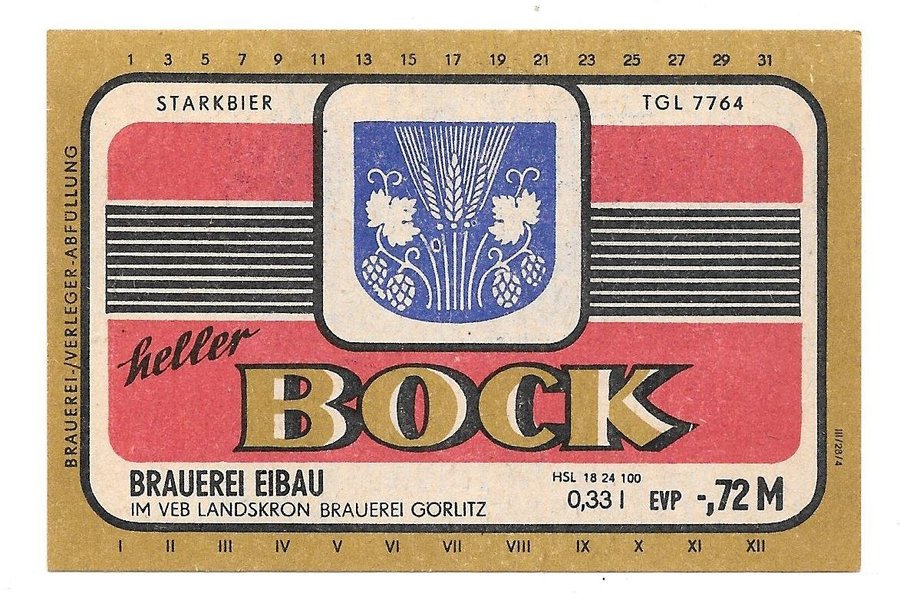 1 3 5 7 9 11 13 15 17 19 21 23 25 27 29 31
STARKBIER
TGL 7764
BRAUEREI-/VERLEGER-ABFÜLLUNG
heller
BOCK
III/28/4
BRAUEREI EIBAU
IM VEB LANDSKRON BRAUEREI GÖRLITZ
HSL 18 24 100
0,33 l EVP -,72 M
I II III IV V VI VII VIII IX X XI XII